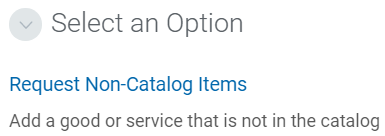 Select an Option
Request Non-Catalog Items
Add a good or service that is not in the catalog